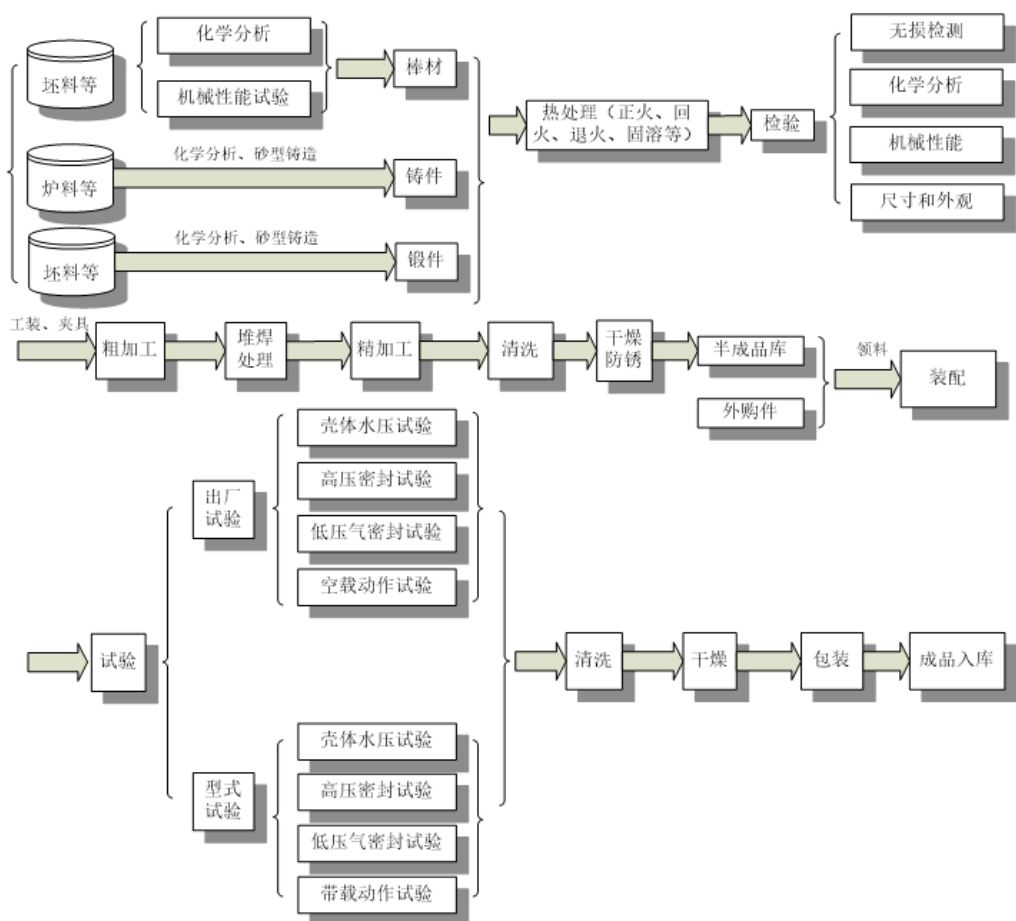 化学分析
坯料等
机械性能试验
棒材
化学分析、砂型铸造
炉料等
铸件
化学分析、砂型铸造
坯料等
锻件
热处理（正火、回
火、退火、固溶等）
检验
无损检测
化学分析
机械性能
尺寸和外观
工装、夹具
粗加工
堆焊
处理
精加工
清洗
干燥
防锈
半成品库
外购件
领料
装配
试验
出厂
试验
壳体水压试验
高压密封试验
低压气密封试验
空载动作试验
型式
试验
壳体水压试验
高压密封试验
低压气密封试验
带载动作试验
清洗
干燥
包装
成品入库